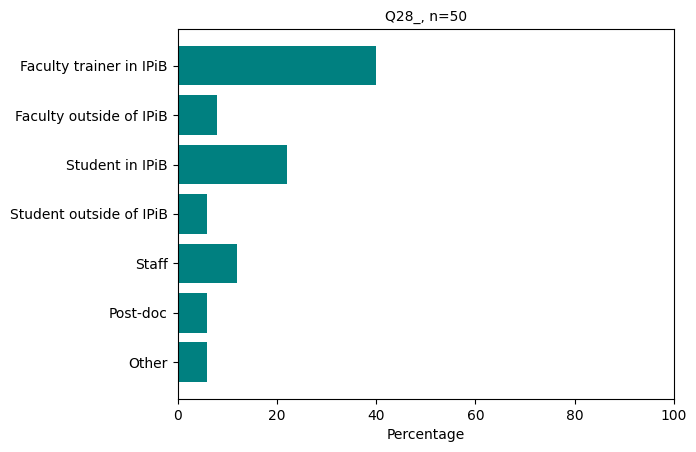 Q28_, n=50
Faculty trainer in IPiB
Faculty outside of IPiB
Student in IPiB
Student outside of IPiB
Staff
Post-doc
Other
0 20 40 60 80 100
Percentage